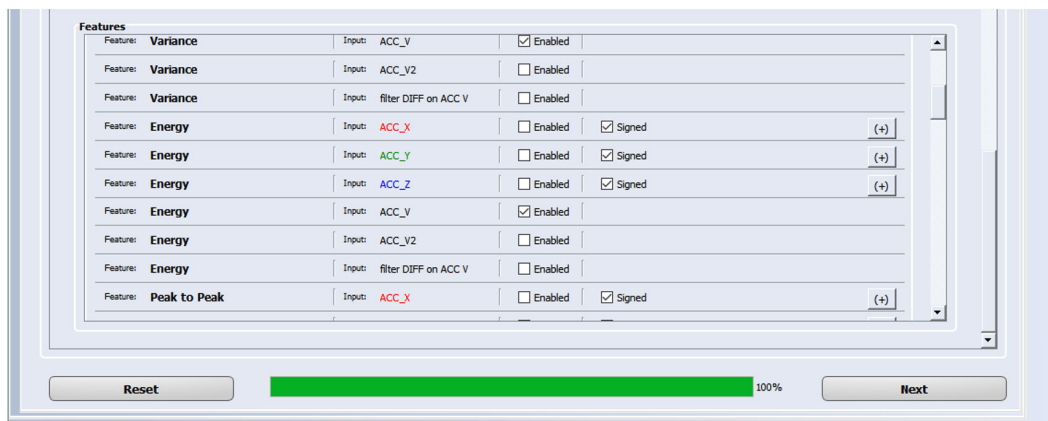 Features
Feature: Variance Input: ACC_V Enabled
Feature: Variance Input: ACC_V2 Enabled
Feature: Variance Input: filter DIFF on ACC V Enabled
Feature: Energy Input: ACC_X Enabled Signed (+)
Feature: Energy Input: ACC_Y Enabled Signed (+)
Feature: Energy Input: ACC_Z Enabled Signed (+)
Feature: Energy Input: ACC_V Enabled
Feature: Energy Input: ACC_V2 Enabled
Feature: Energy Input: filter DIFF on ACC V Enabled
Feature: Peak to Peak Input: ACC_X Enabled Signed (+)
Reset 100% Next